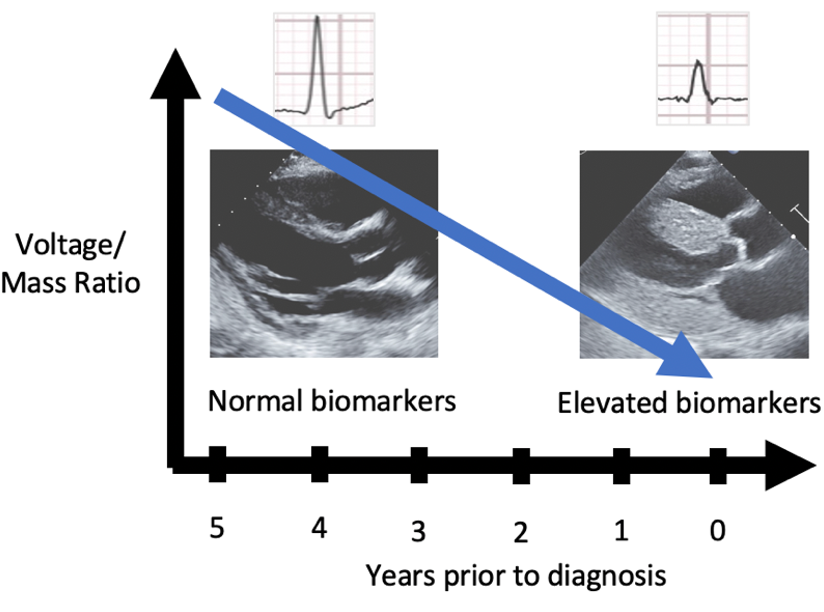 Voltage/
Mass Ratio
Normal biomarkers
Elevated biomarkers
5 4 3 2 1 0
Years prior to diagnosis